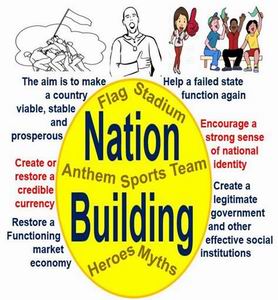 The aim is to make
a country
viable, stable
and
prosperous
Help a failed state
function again
Flag Stadium
Nation
Anthem Sports Team
Building
Heroes Myths
Create or
restore a
credible
currency
Restore a
Functioning
market
economy
Encourage a
strong sense
of national
identity
Create a
legitimate
government
and other
effective social
institutions